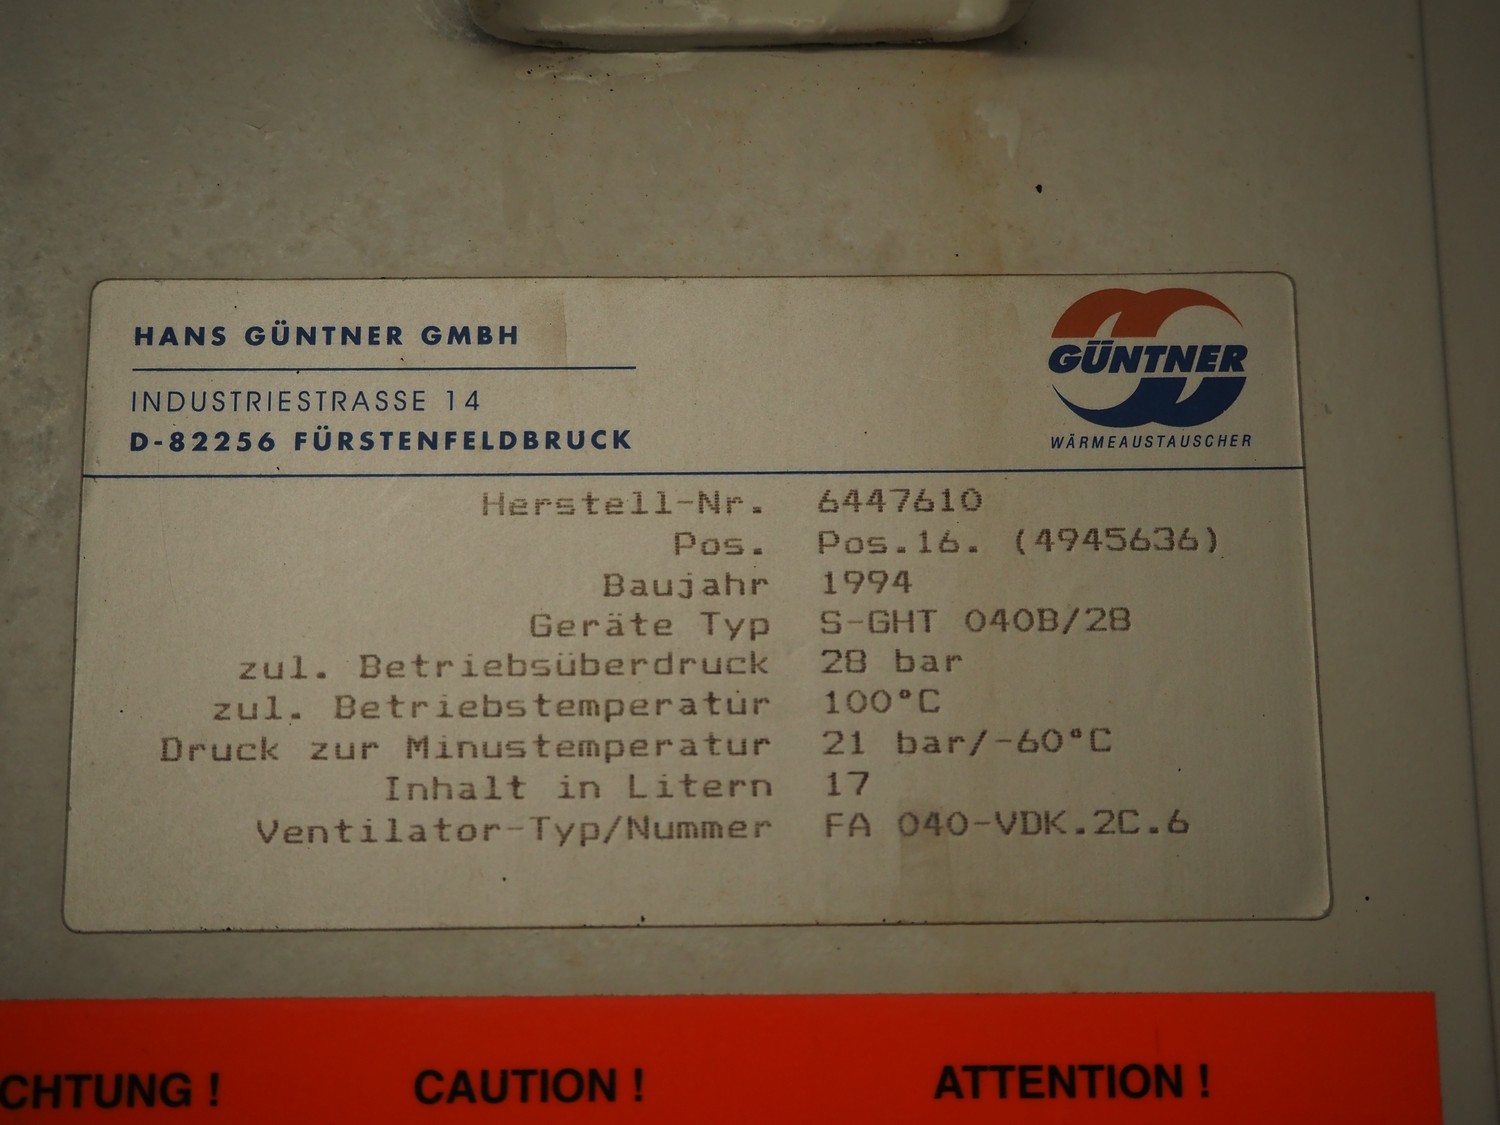 HANS GÜNTNER GMBH
INDUSTRIESTRASSE 14
D-82256 FÜRSTENFELDBRUCK
GÜNTNER
WÄRMEAUSTAUSCHER
Herstell-Nr. 6447610
Pos. Pos.16. (4945636)
Baujahr 1994
Geräte Typ S-GHT 040B/2B
zul. Betriebsüberdruck 28 bar
zul. Betriebstemperatur 100°C
Druck zur Minustemperatur 21 bar/-60°C
Inhalt in Litern 17
Ventilator-Typ/Nummer FA 040-VDK.2C.6
CHTUNG ! CAUTION ! ATTENTION !